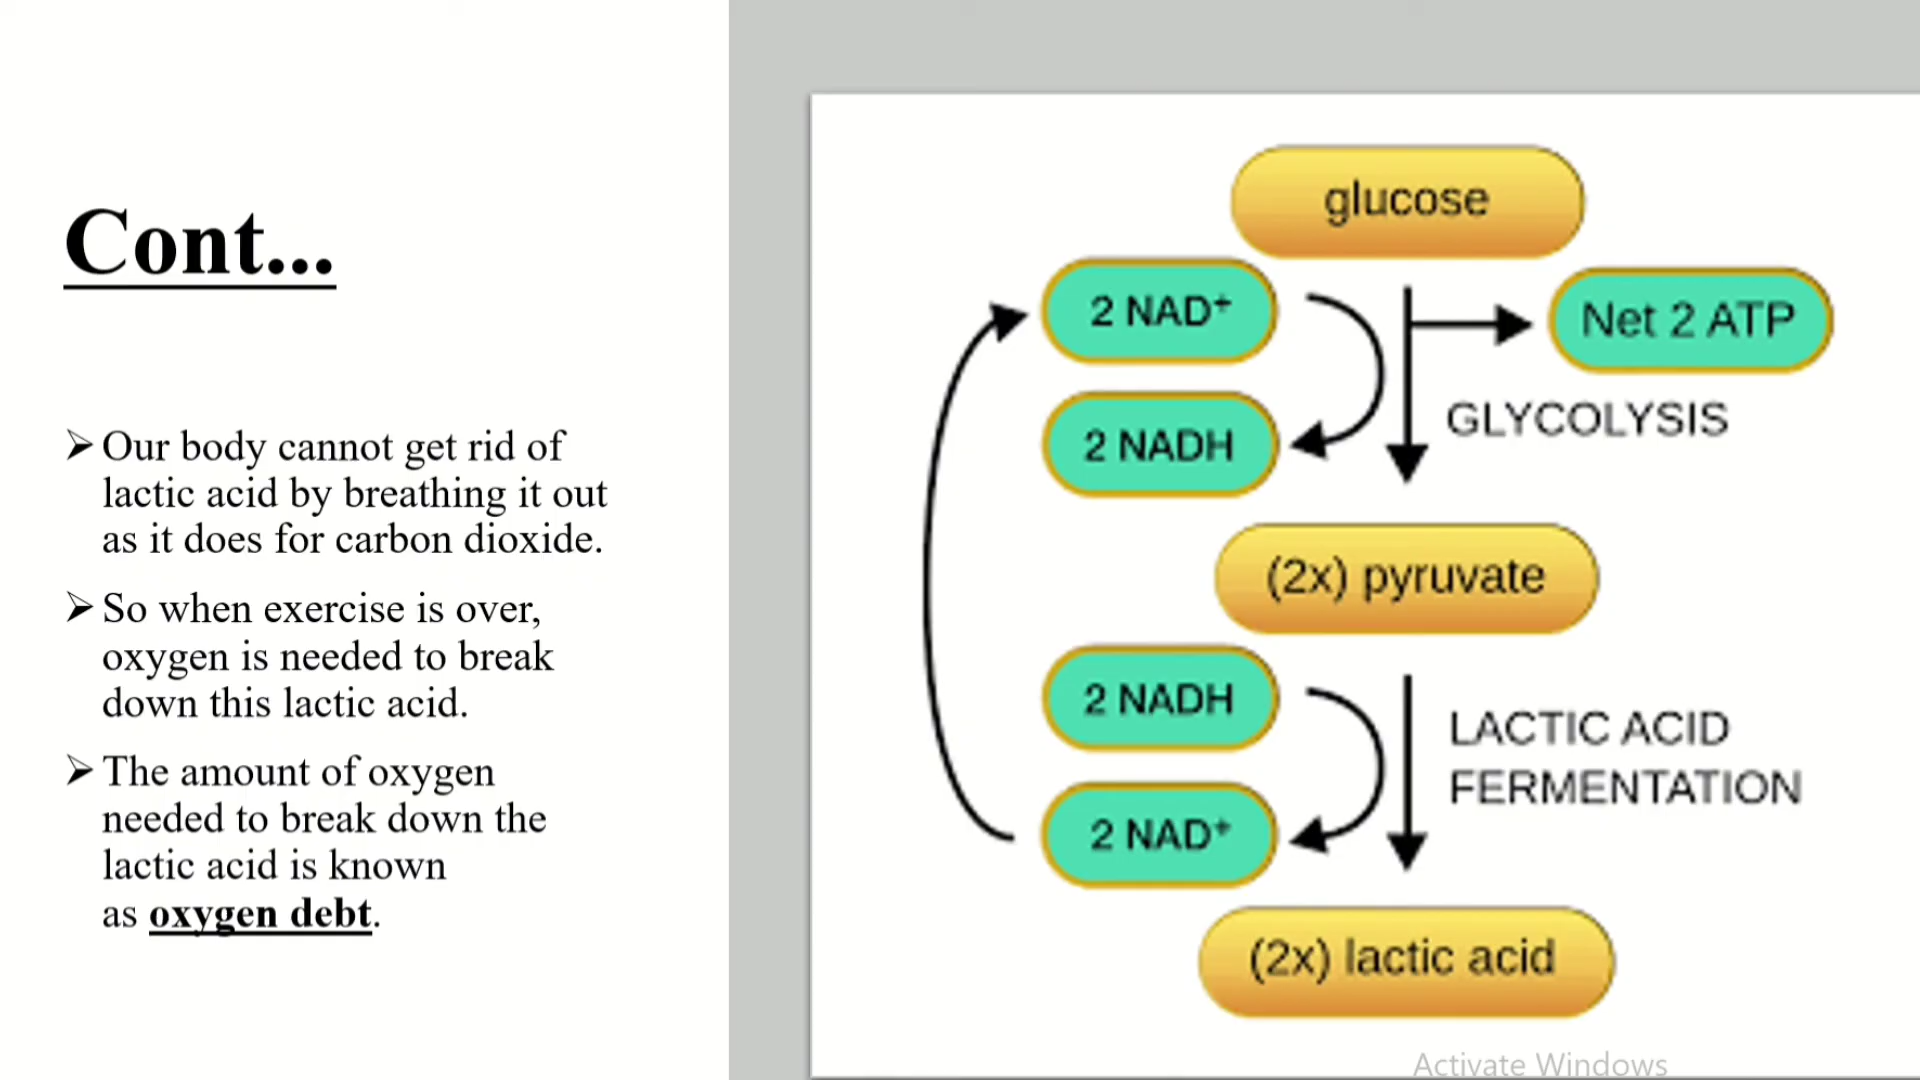 Cont...
➢Our body cannot get rid of
lactic acid by breathing it out
as it does for carbon dioxide.
➢So when exercise is over,
oxygen is needed to break
down this lactic acid.
➢The amount of oxygen
needed to break down the
lactic acid is known
as oxygen debt.
glucose
2 NAD⁺
Net 2 ATP
GLYCOLYSIS
2 NADH
(2x) pyruvate
2 NADH
LACTIC ACID
FERMENTATION
2 NAD⁺
(2x) lactic acid
Activate Windows